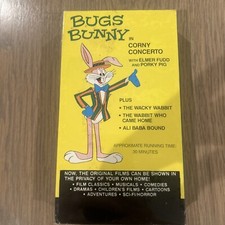 BUGS
BUNNY
IN
CORNY
CONCERTO
WITH ELMER FUDD
AND PORKY PIG
PLUS
• THE WACKY WABBIT
• THE WABBIT WHO
CAME HOME
• ALI BABA BOUND
APPROXIMATE RUNNING TIME
MINUTES
NOW, THE ORIGINAL FILMS CAN BE SHOWN IN
THE PRIVACY OF YOUR OWN HOME!
• FILM CLASSICS • MUSICALS • COMEDIES
• DRAMAS • CHILDREN'S FILMS • CARTOONS
• ADVENTURES • SCI-FI/HORROR